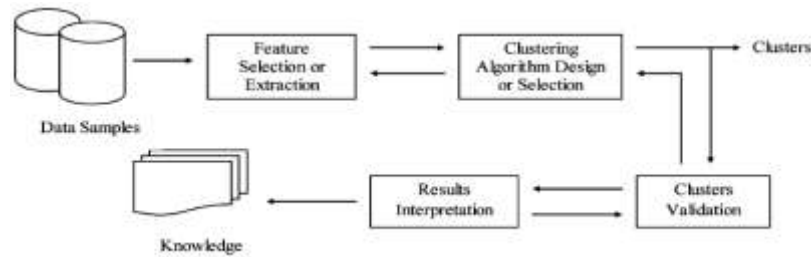 Feature
Selection or
Extraction
Clustering
Algorithm Design
or Selection
Clusters
Data Samples
Results
Interpretation
Clusters
Validation
Knowledge